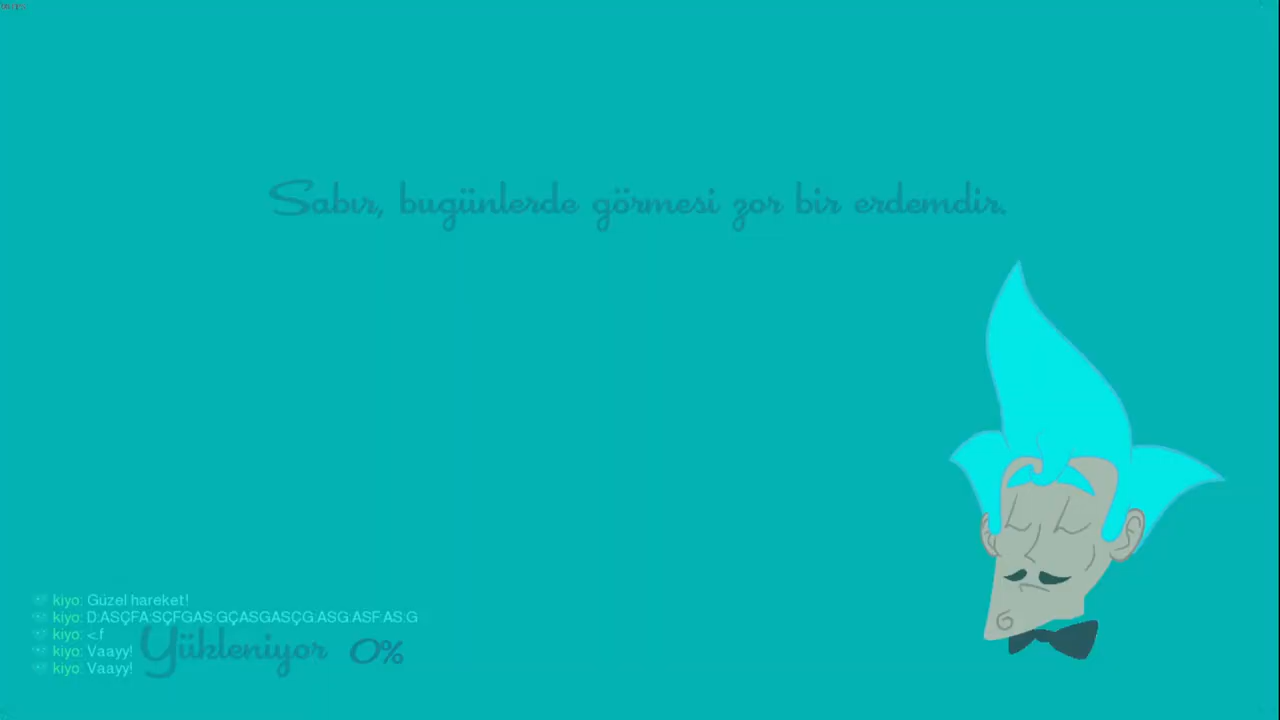 Sabır, bugünlerde görmesi zor bir erdemdir.
kiyo: Güzel hareket!
kiyo: D:ASÇFA:SÇFGAS:GÇASGASÇG:ASG:ASF:AS:G
kiyo: <:f
kiyo: Vaayy!
kiyo: Vaayy!
Yükleniyor 0%